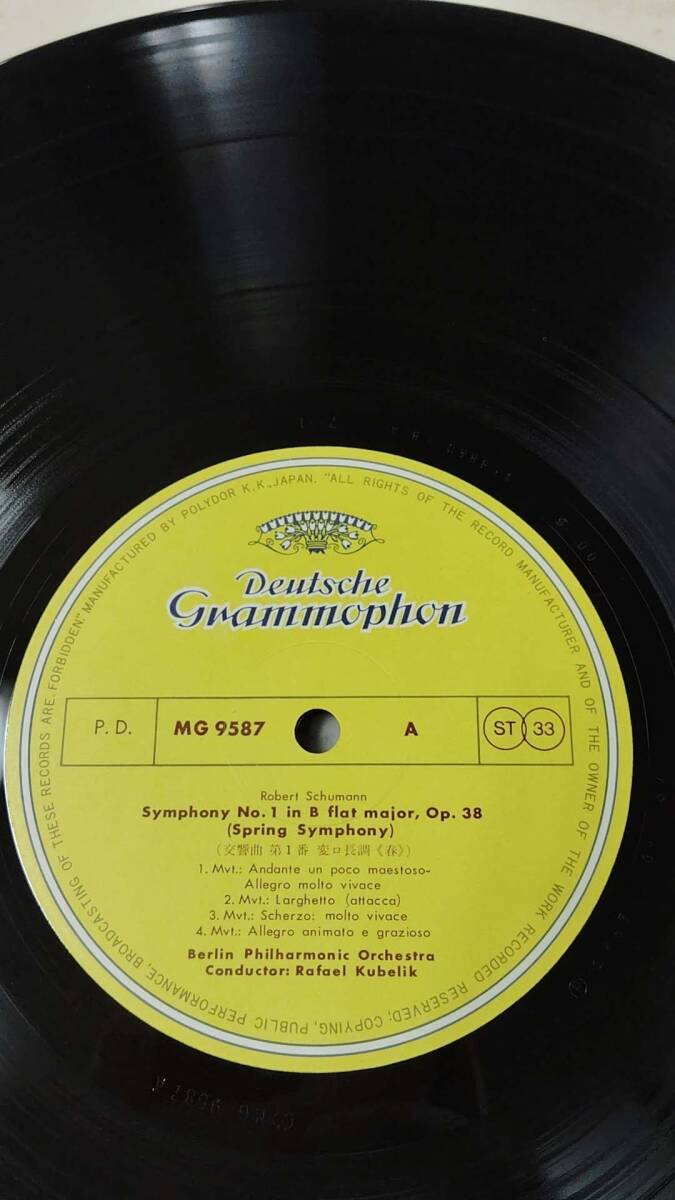 MANUFACTURED BY POLYDOR K.K., JAPAN. "ALL RIGHTS OF THE RECORD MANUFACTURER AND OF THE OWNER OF THE WORK RECORDED RESERVED; COPYING, PUBLIC PERFORMANCE, BROADCASTING OF THESE RECORDS ARE FORBIDDEN."
Deutsche
Grammophon
P.D. MG 9587 A ST 33
Robert Schumann
Symphony No. 1 in B flat major, Op. 38
(Spring Symphony)
(交響曲 第1番 変ロ長調《春》)
1. Mvt.: Andante un poco maestoso-
Allegro molto vivace
2. Mvt.: Larghetto (attacca)
3. Mvt.: Scherzo: molto vivace
4. Mvt.: Allegro animato e grazioso
Berlin Philharmonic Orchestra
Conductor: Rafael Kubelik